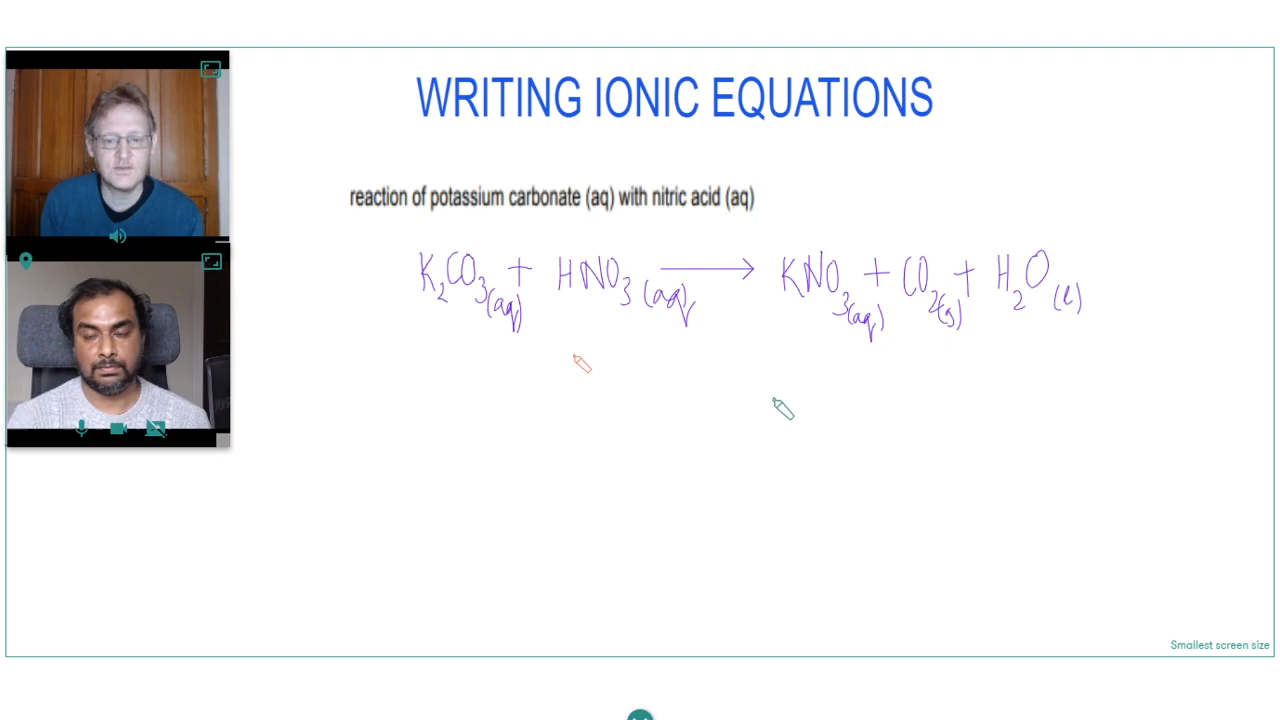 WRITING IONIC EQUATIONS
reaction of potassium carbonate (aq) with nitric acid (aq)
K₂CO₃(aq) + HNO₃(aq) ⟶ KNO₃(aq) + CO₂(g) + H₂O(l)
Smallest screen size